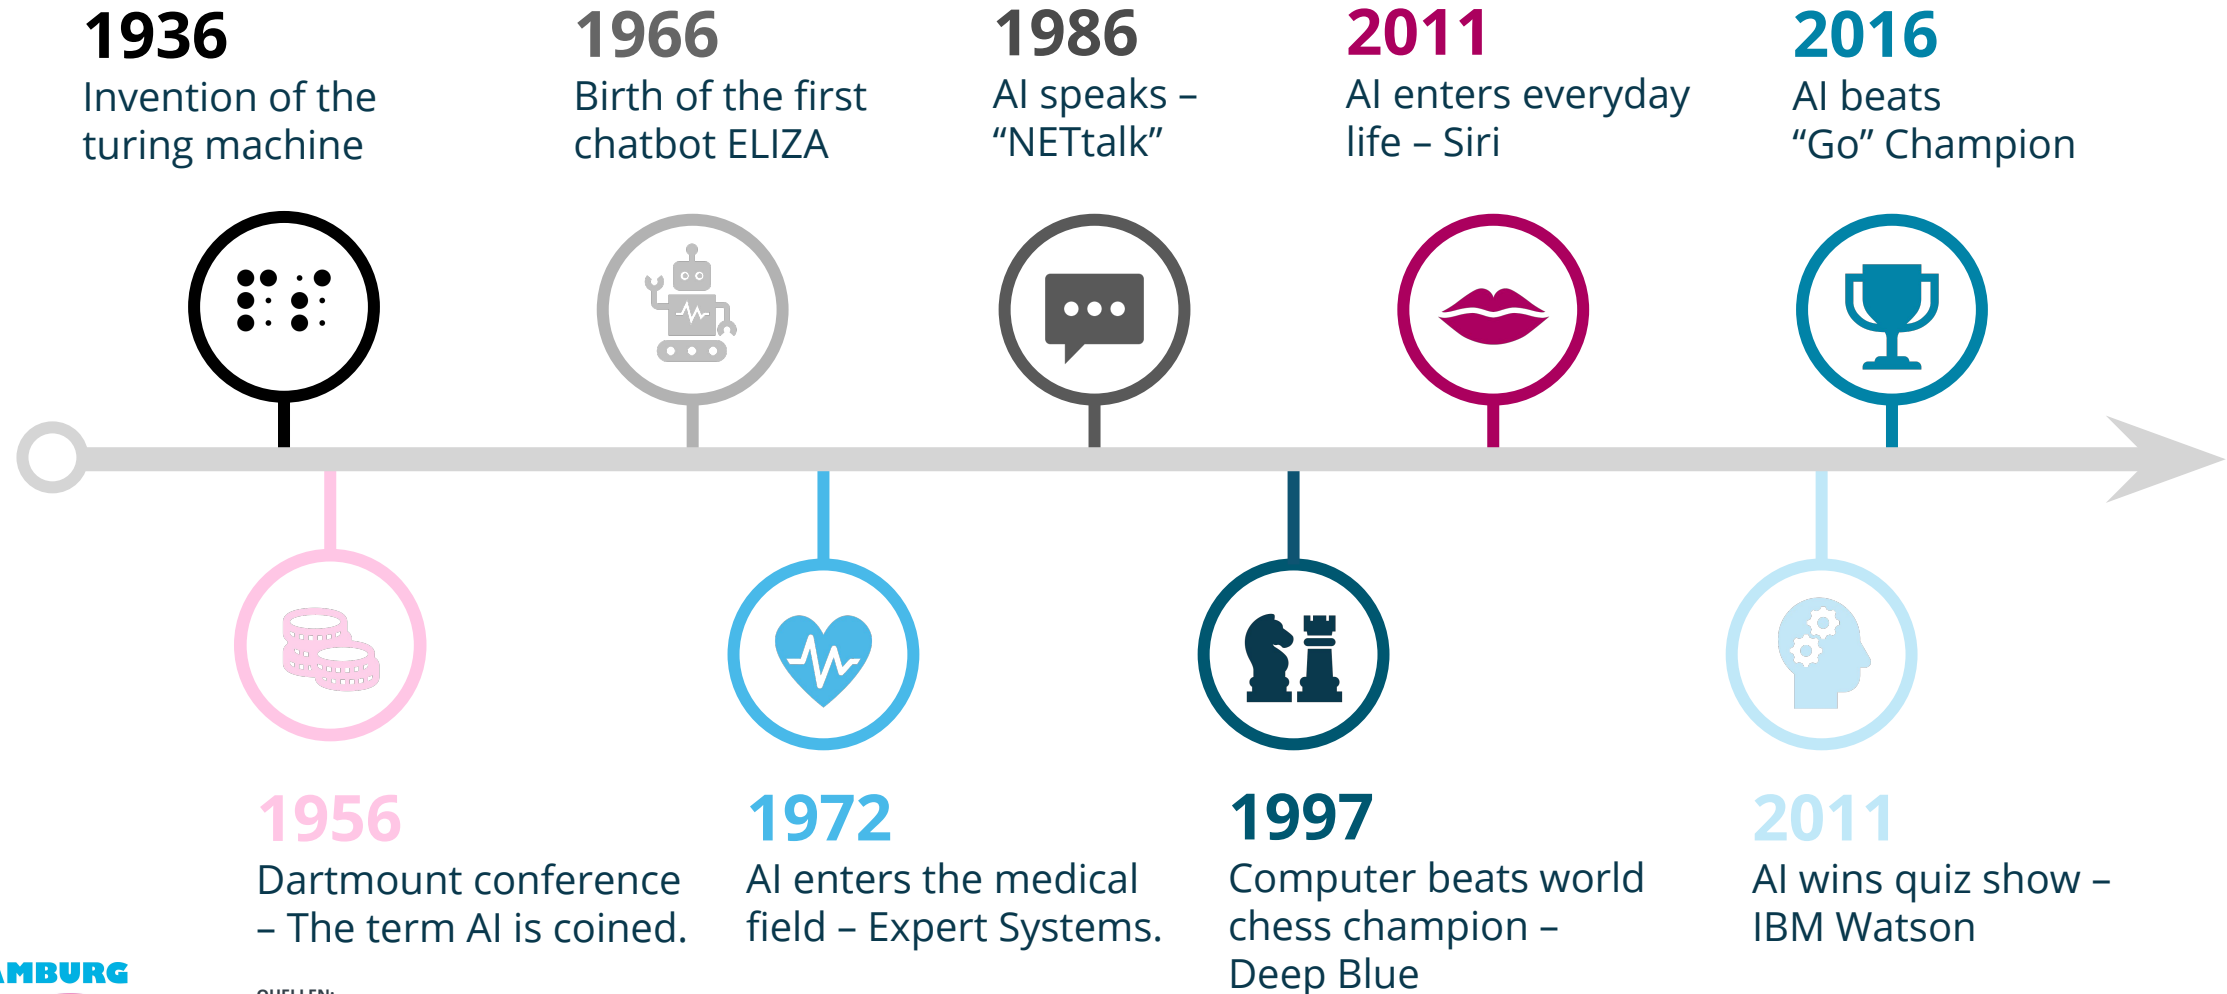 1936
Invention of the
turing machine
1966
Birth of the first
chatbot ELIZA
1986
AI speaks –
“NETtalk”
2011
AI enters everyday
life – Siri
2016
AI beats
“Go” Champion
1956
Dartmount conference
– The term AI is coined.
1972
AI enters the medical
field – Expert Systems.
1997
Computer beats world
chess champion –
Deep Blue
2011
AI wins quiz show –
IBM Watson
AMBURG
QUELLEN: